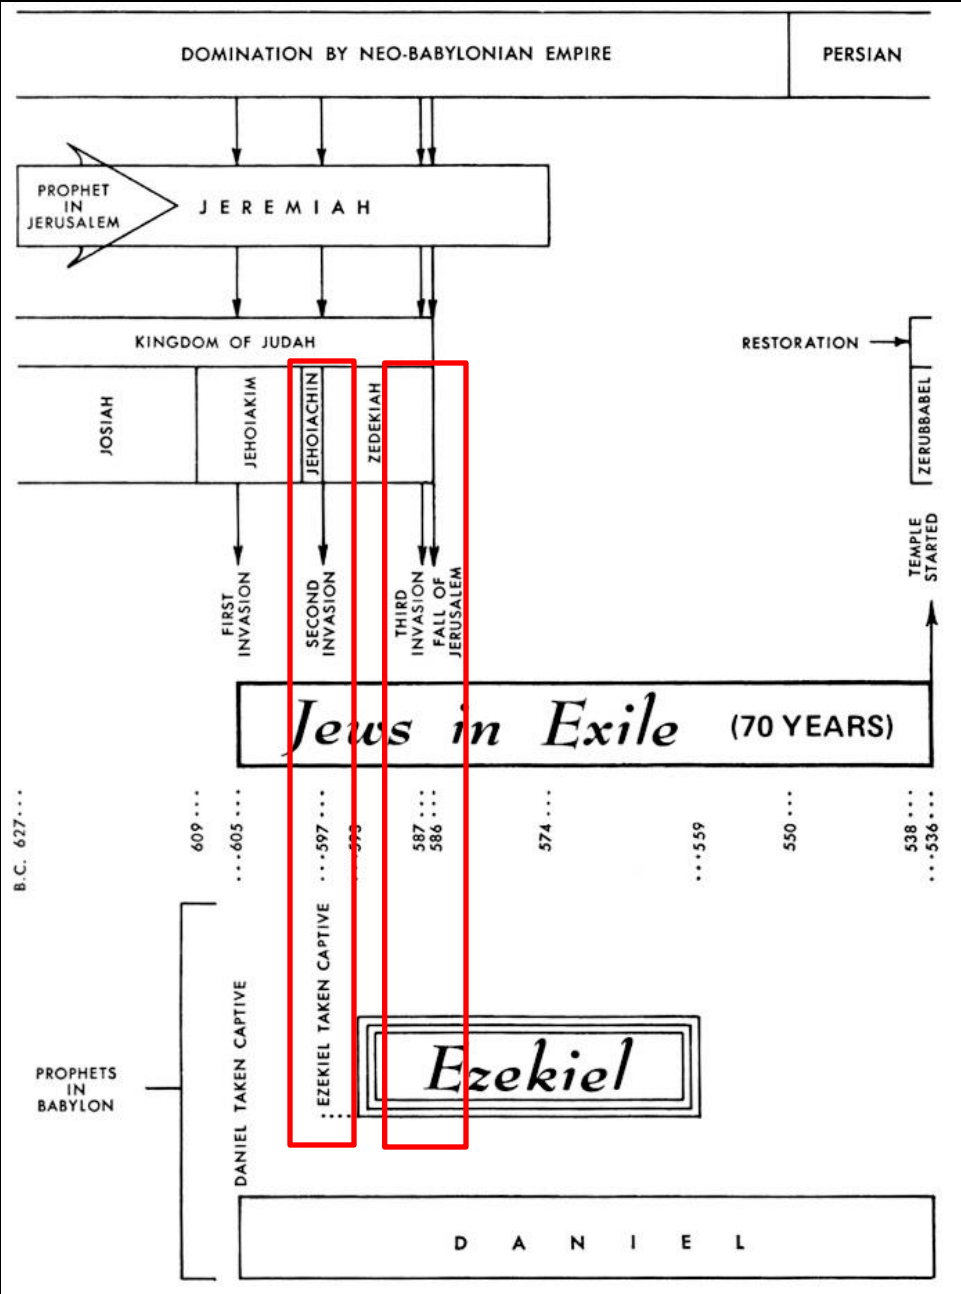 DOMINATION BY NEO-BABYLONIAN EMPIRE
PERSIAN
PROPHET
IN
JERUSALEM
JEREMIAH
KINGDOM OF JUDAH
RESTORATION
JOSIAH
JEHOIAKIM
JEHOIACHIN
ZEDEKIAH
ZERUBBABEL
FIRST
INVASION
SECOND
INVASION
THIRD
INVASION
FALL OF
JERUSALEM
TEMPLE
STARTED
Jews in Exile (70 YEARS)
B.C. 627...
609...
...605...
...597...
587...
586...
574...
...559
550...
538...
...536...
PROPHETS
IN
BABYLON
DANIEL TAKEN CAPTIVE
EZEKIEL TAKEN CAPTIVE
Ezekiel
DANIEL